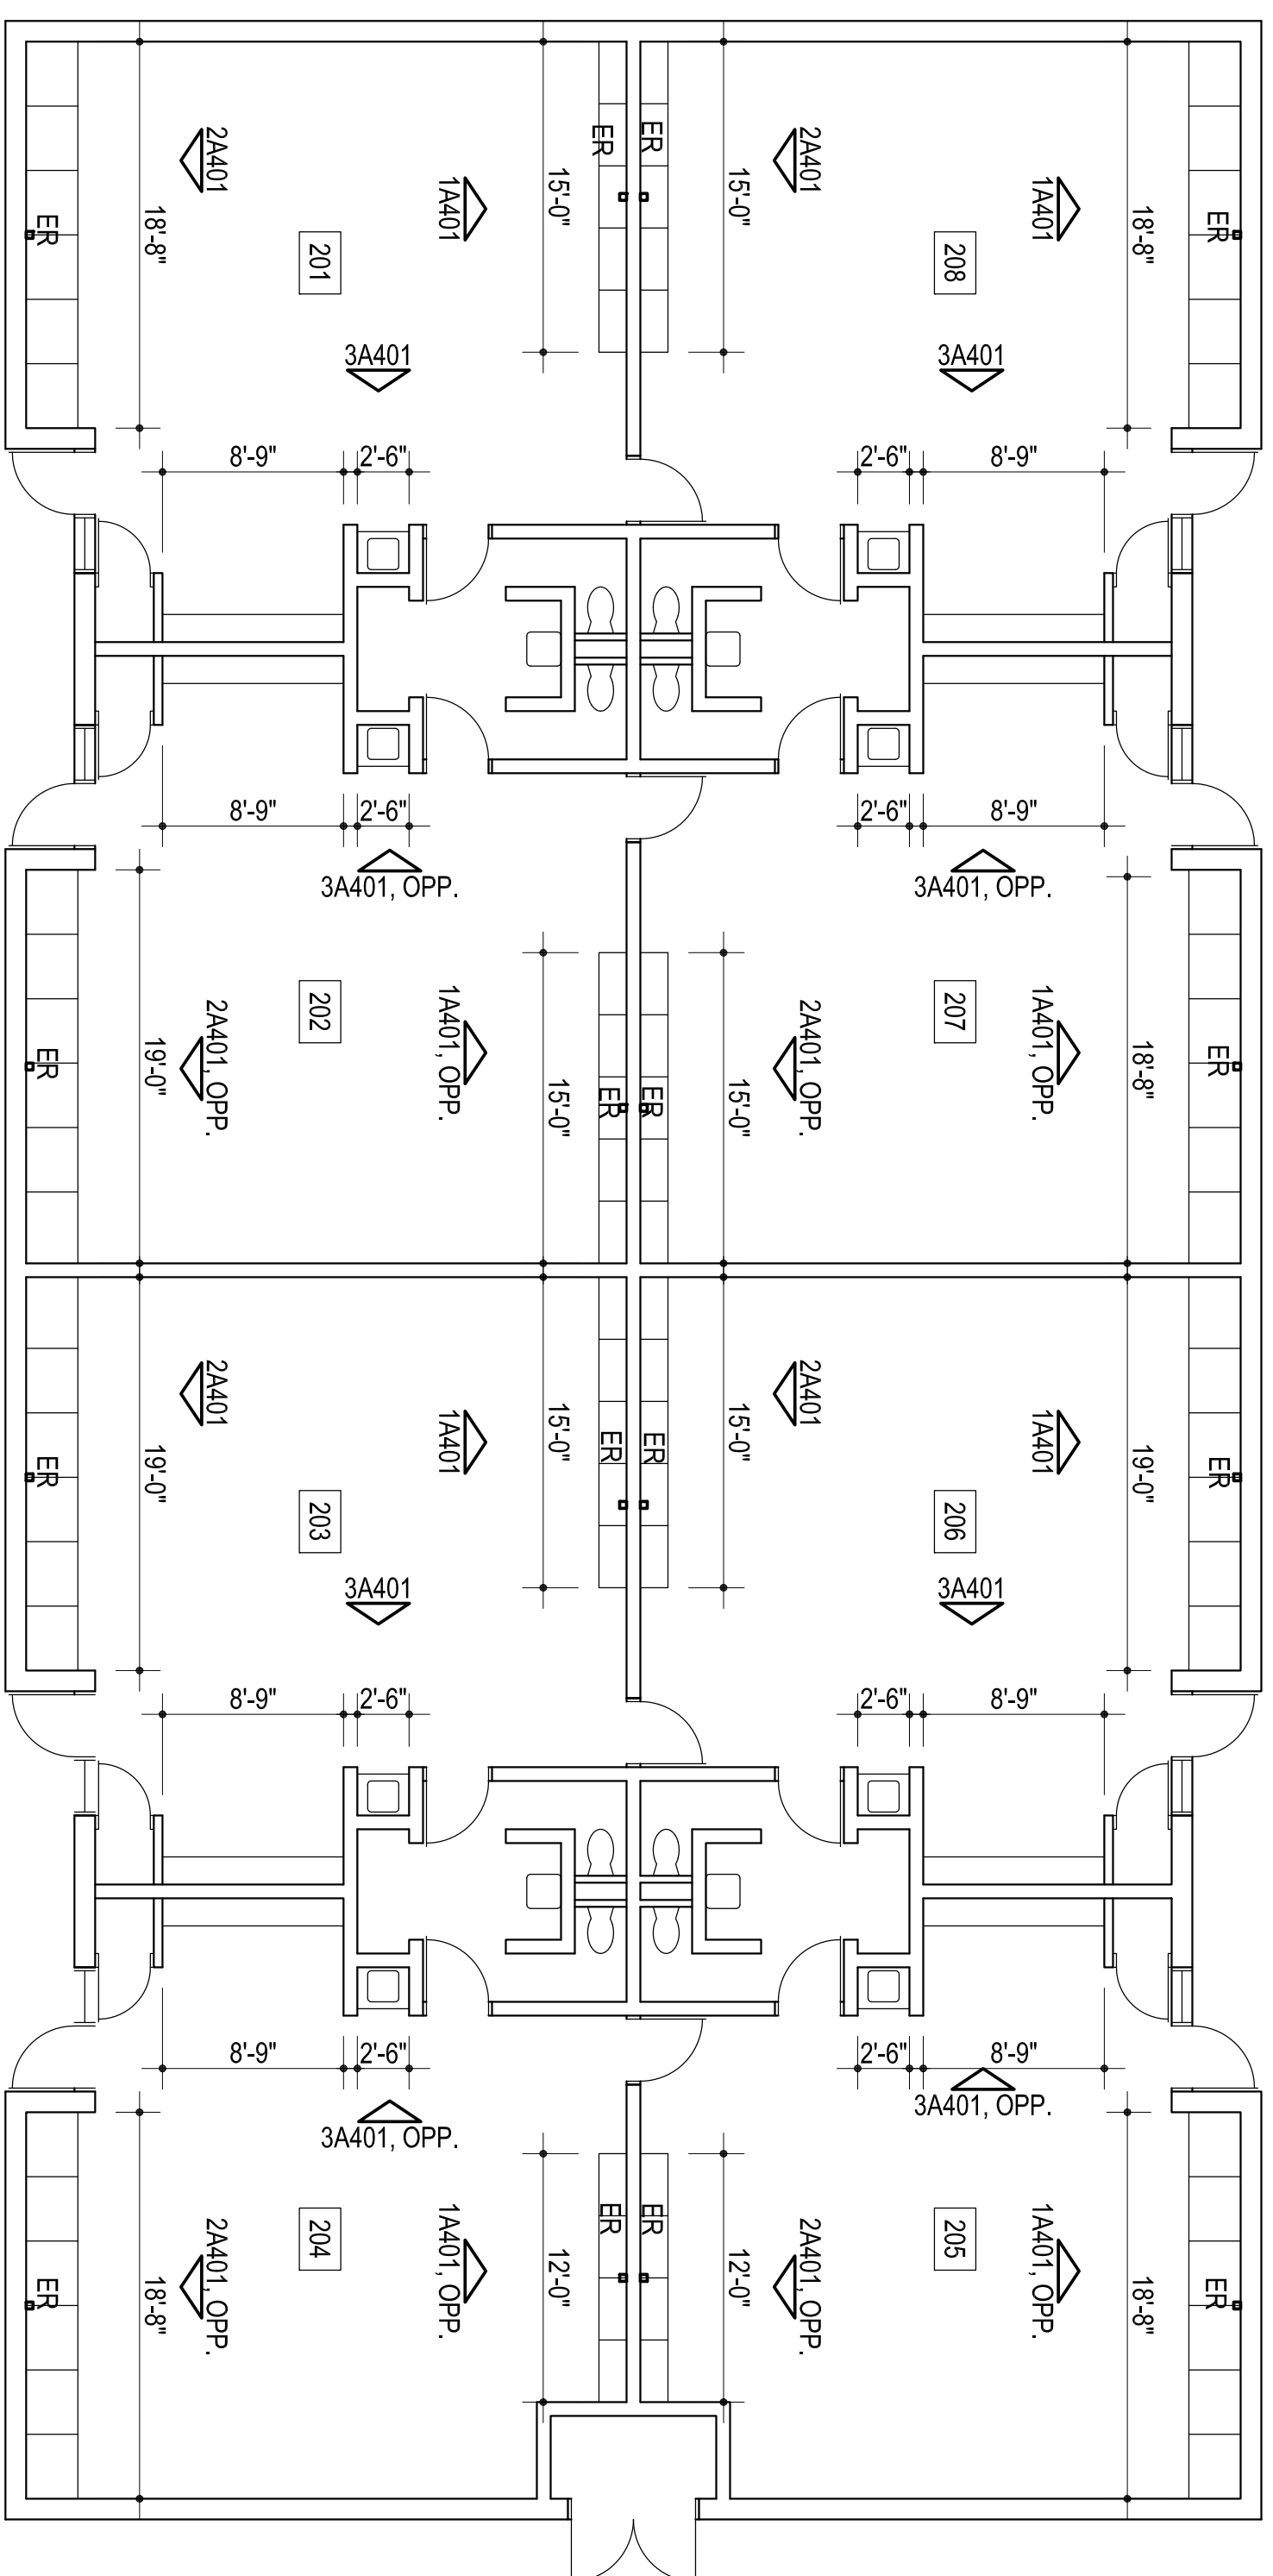 2A401
1A401
ER
ER
2A401
1A401
15'-0"
15'-0"
18'-8"
18'-8"
ER
ER
201
208
3A401
3A401
8'-9"
2'-6"
2'-6"
8'-9"
8'-9"
2'-6"
2'-6"
8'-9"
3A401, OPP.
3A401, OPP.
202
207
2A401, OPP.
1A401, OPP.
2A401, OPP.
1A401, OPP.
ER
19'-0"
15'-0"
ER
ER
15'-0"
18'-8"
ER
2A401
1A401
ER
ER
2A401
1A401
15'-0"
15'-0"
ER
19'-0"
19'-0"
ER
203
206
3A401
3A401
8'-9"
2'-6"
2'-6"
8'-9"
8'-9"
2'-6"
2'-6"
8'-9"
3A401, OPP.
3A401, OPP.
204
205
2A401, OPP.
1A401, OPP.
ER
ER
2A401, OPP.
1A401, OPP.
12'-0"
12'-0"
ER
18'-8"
18'-8"
ER